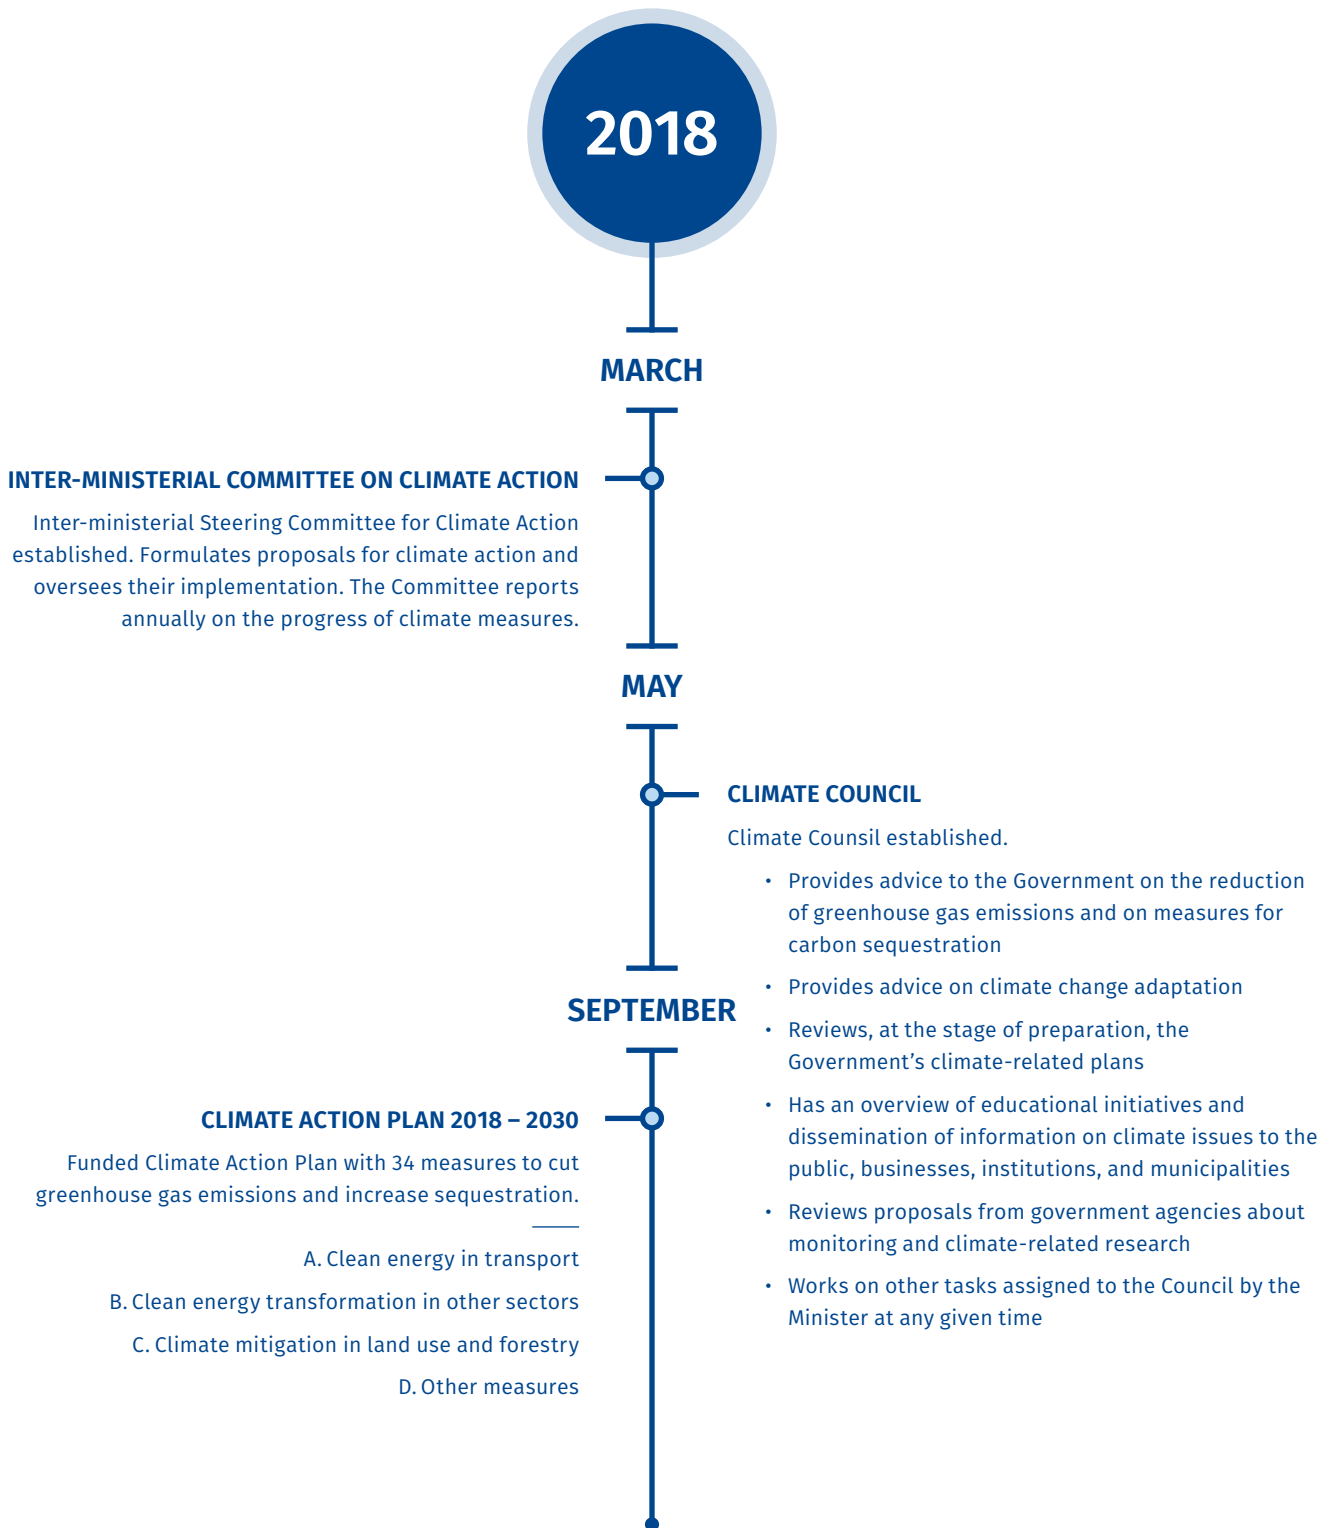 2018
MARCH
INTER-MINISTERIAL COMMITTEE ON CLIMATE ACTION
Inter-ministerial Steering Committee for Climate Action
established. Formulates proposals for climate action and
oversees their implementation. The Committee reports
annually on the progress of climate measures.
MAY
CLIMATE COUNCIL
Climate Counsil established.
• Provides advice to the Government on the reduction
of greenhouse gas emissions and on measures for
carbon sequestration
• Provides advice on climate change adaptation
• Reviews, at the stage of preparation, the
Government’s climate-related plans
• Has an overview of educational initiatives and
dissemination of information on climate issues to the
public, businesses, institutions, and municipalities
• Reviews proposals from government agencies about
monitoring and climate-related research
• Works on other tasks assigned to the Council by the
Minister at any given time
SEPTEMBER
CLIMATE ACTION PLAN 2018 – 2030
Funded Climate Action Plan with 34 measures to cut
greenhouse gas emissions and increase sequestration.
A. Clean energy in transport
B. Clean energy transformation in other sectors
C. Climate mitigation in land use and forestry
D. Other measures